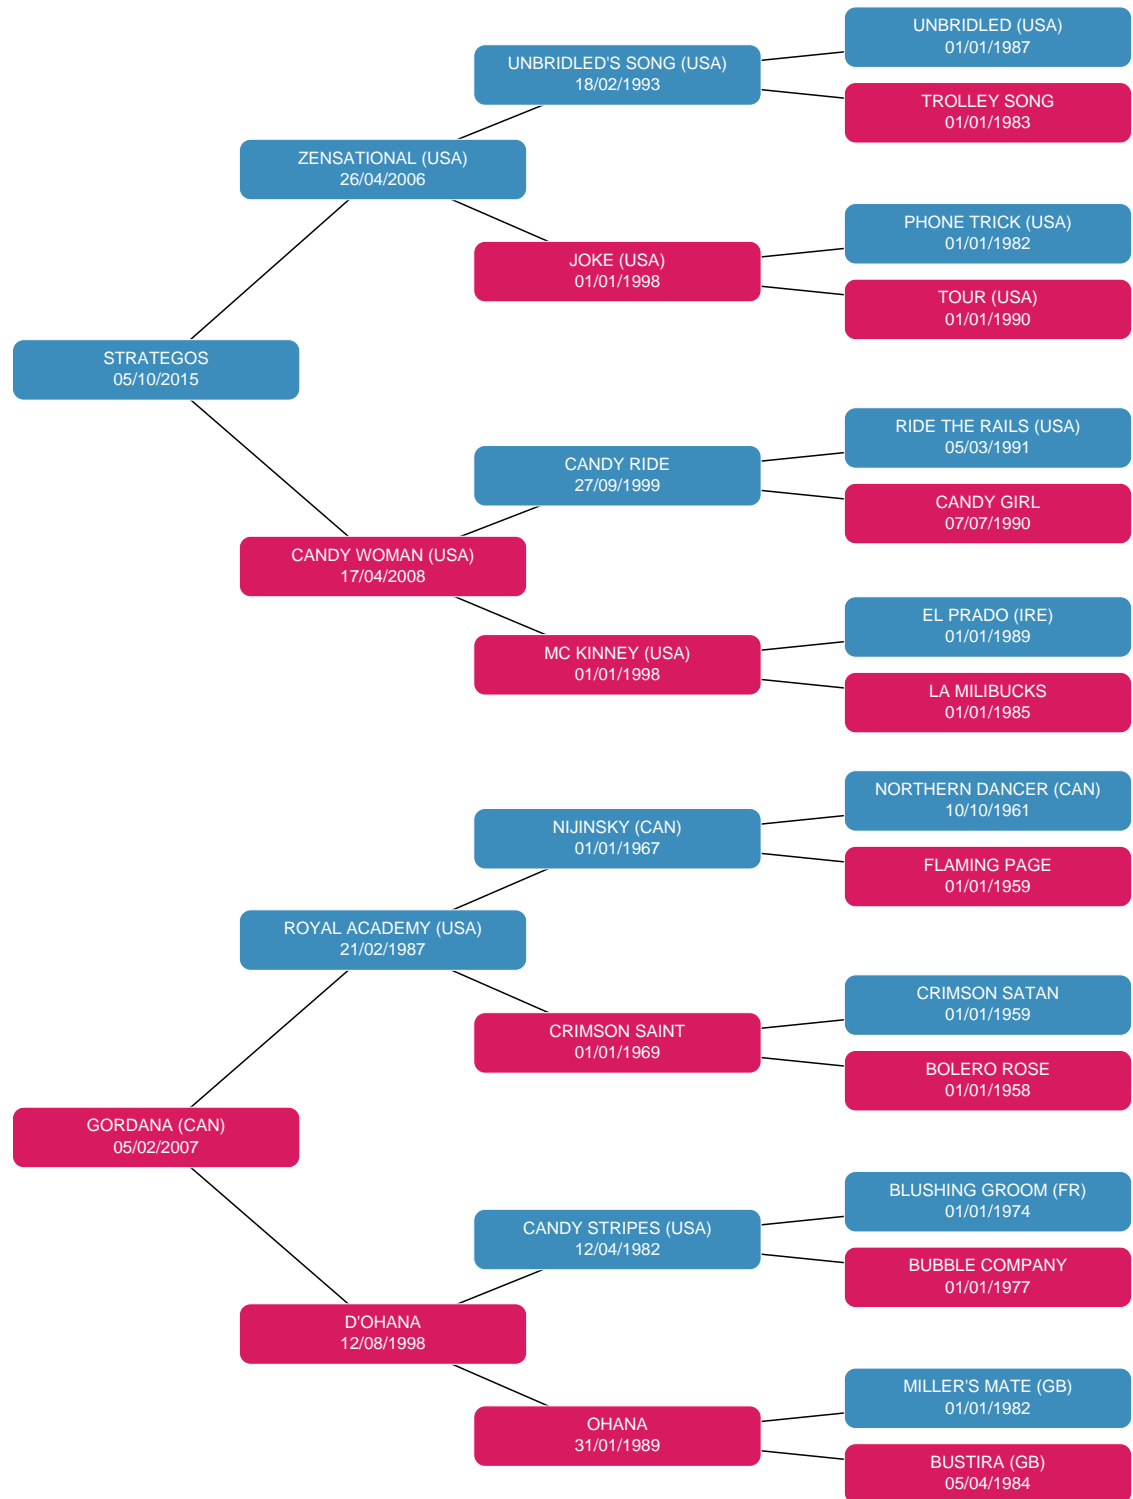 UNBRIDLED (USA)
01/01/1987
UNBRIDLED'S SONG (USA)
18/02/1993
TROLLEY SONG
01/01/1983
ZENSATIONAL (USA)
26/04/2006
PHONE TRICK (USA)
01/01/1982
JOKE (USA)
01/01/1998
TOUR (USA)
01/01/1990
STRATEGOS
05/10/2015
RIDE THE RAILS (USA)
05/03/1991
CANDY RIDE
27/09/1999
CANDY GIRL
07/07/1990
CANDY WOMAN (USA)
17/04/2008
EL PRADO (IRE)
01/01/1989
MC KINNEY (USA)
01/01/1998
LA MILIBUCKS
01/01/1985
NORTHERN DANCER (CAN)
10/10/1961
NIJINSKY (CAN)
01/01/1967
FLAMING PAGE
01/01/1959
ROYAL ACADEMY (USA)
21/02/1987
CRIMSON SATAN
01/01/1959
CRIMSON SAINT
01/01/1969
BOLERO ROSE
01/01/1958
GORDANA (CAN)
05/02/2007
BLUSHING GROOM (FR)
01/01/1974
CANDY STRIPES (USA)
12/04/1982
BUBBLE COMPANY
01/01/1977
D'OHANA
12/08/1998
MILLER'S MATE (GB)
01/01/1982
OHANA
31/01/1989
BUSTIRA (GB)
05/04/1984